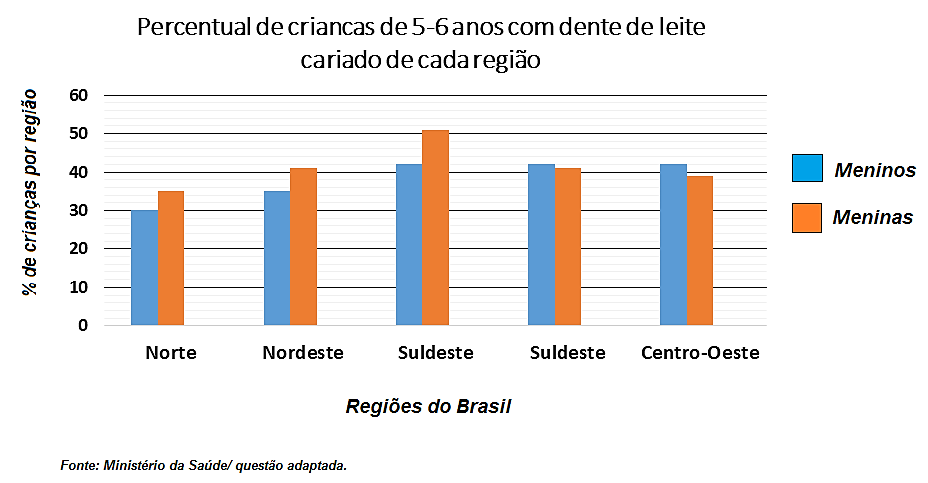 Percentual de criancas de 5-6 anos com dente de leite
cariado de cada região
% de crianças por região
60
50
40
30
20
10
0
Norte Nordeste Suldeste Suldeste Centro-Oeste
Regiões do Brasil
Meninos
Meninas
Fonte: Ministério da Saúde/ questão adaptada.